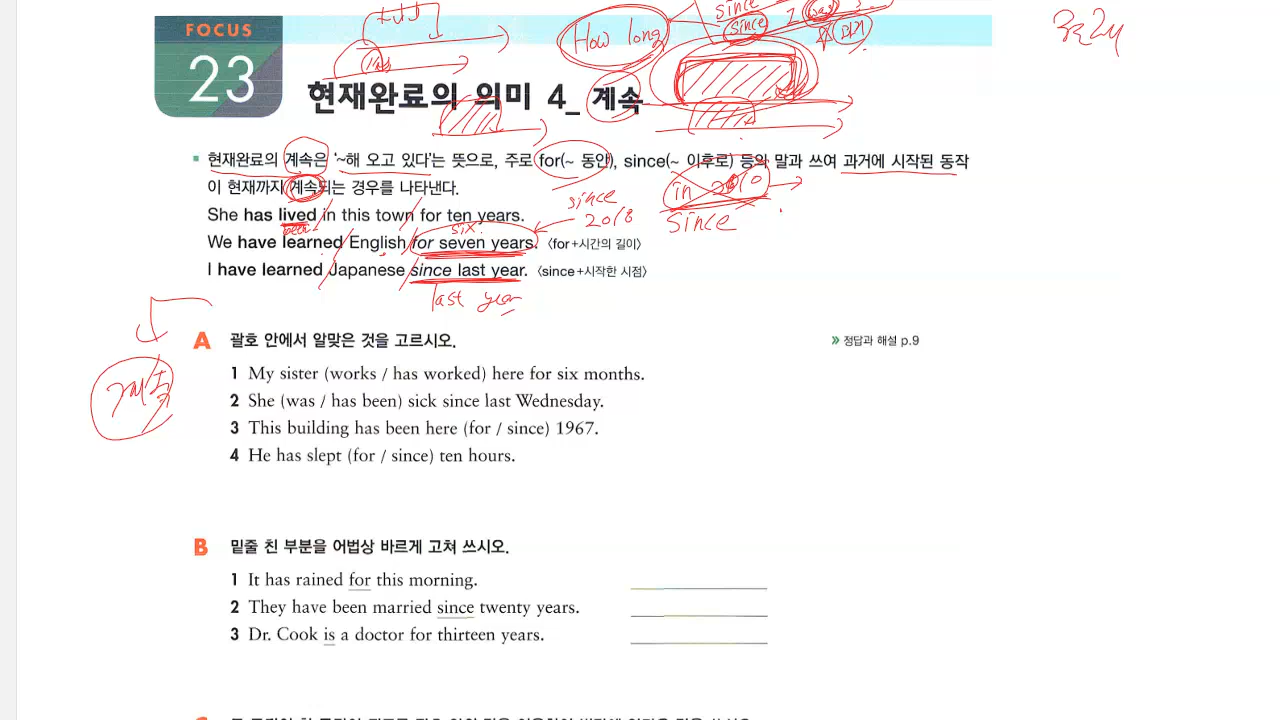 FOCUS
23
How long
since
since
과거
현재완료의 의미 4_ 계속
현재완료의 계속은 '~해 오고 있다'는 뜻으로, 주로 for(~ 동안), since(~ 이후로) 등의 말과 쓰여 과거에 시작된 동작
이 현재까지 계속되는 경우를 나타낸다.
in 2010
since
2018
since
She has lived in this town for ten years.
been
six
We have learned English for seven years. 〈for+시간의 길이〉
I have learned Japanese since last year. 〈since+시작한 시점〉
last year
계속
A 괄호 안에서 알맞은 것을 고르시오.
» 정답과 해설 p.9
1 My sister (works / has worked) here for six months.
2 She (was / has been) sick since last Wednesday.
3 This building has been here (for / since) 1967.
4 He has slept (for / since) ten hours.
B 밑줄 친 부분을 어법상 바르게 고쳐 쓰시오.
1 It has rained for this morning.
2 They have been married since twenty years.
3 Dr. Cook is a doctor for thirteen years.